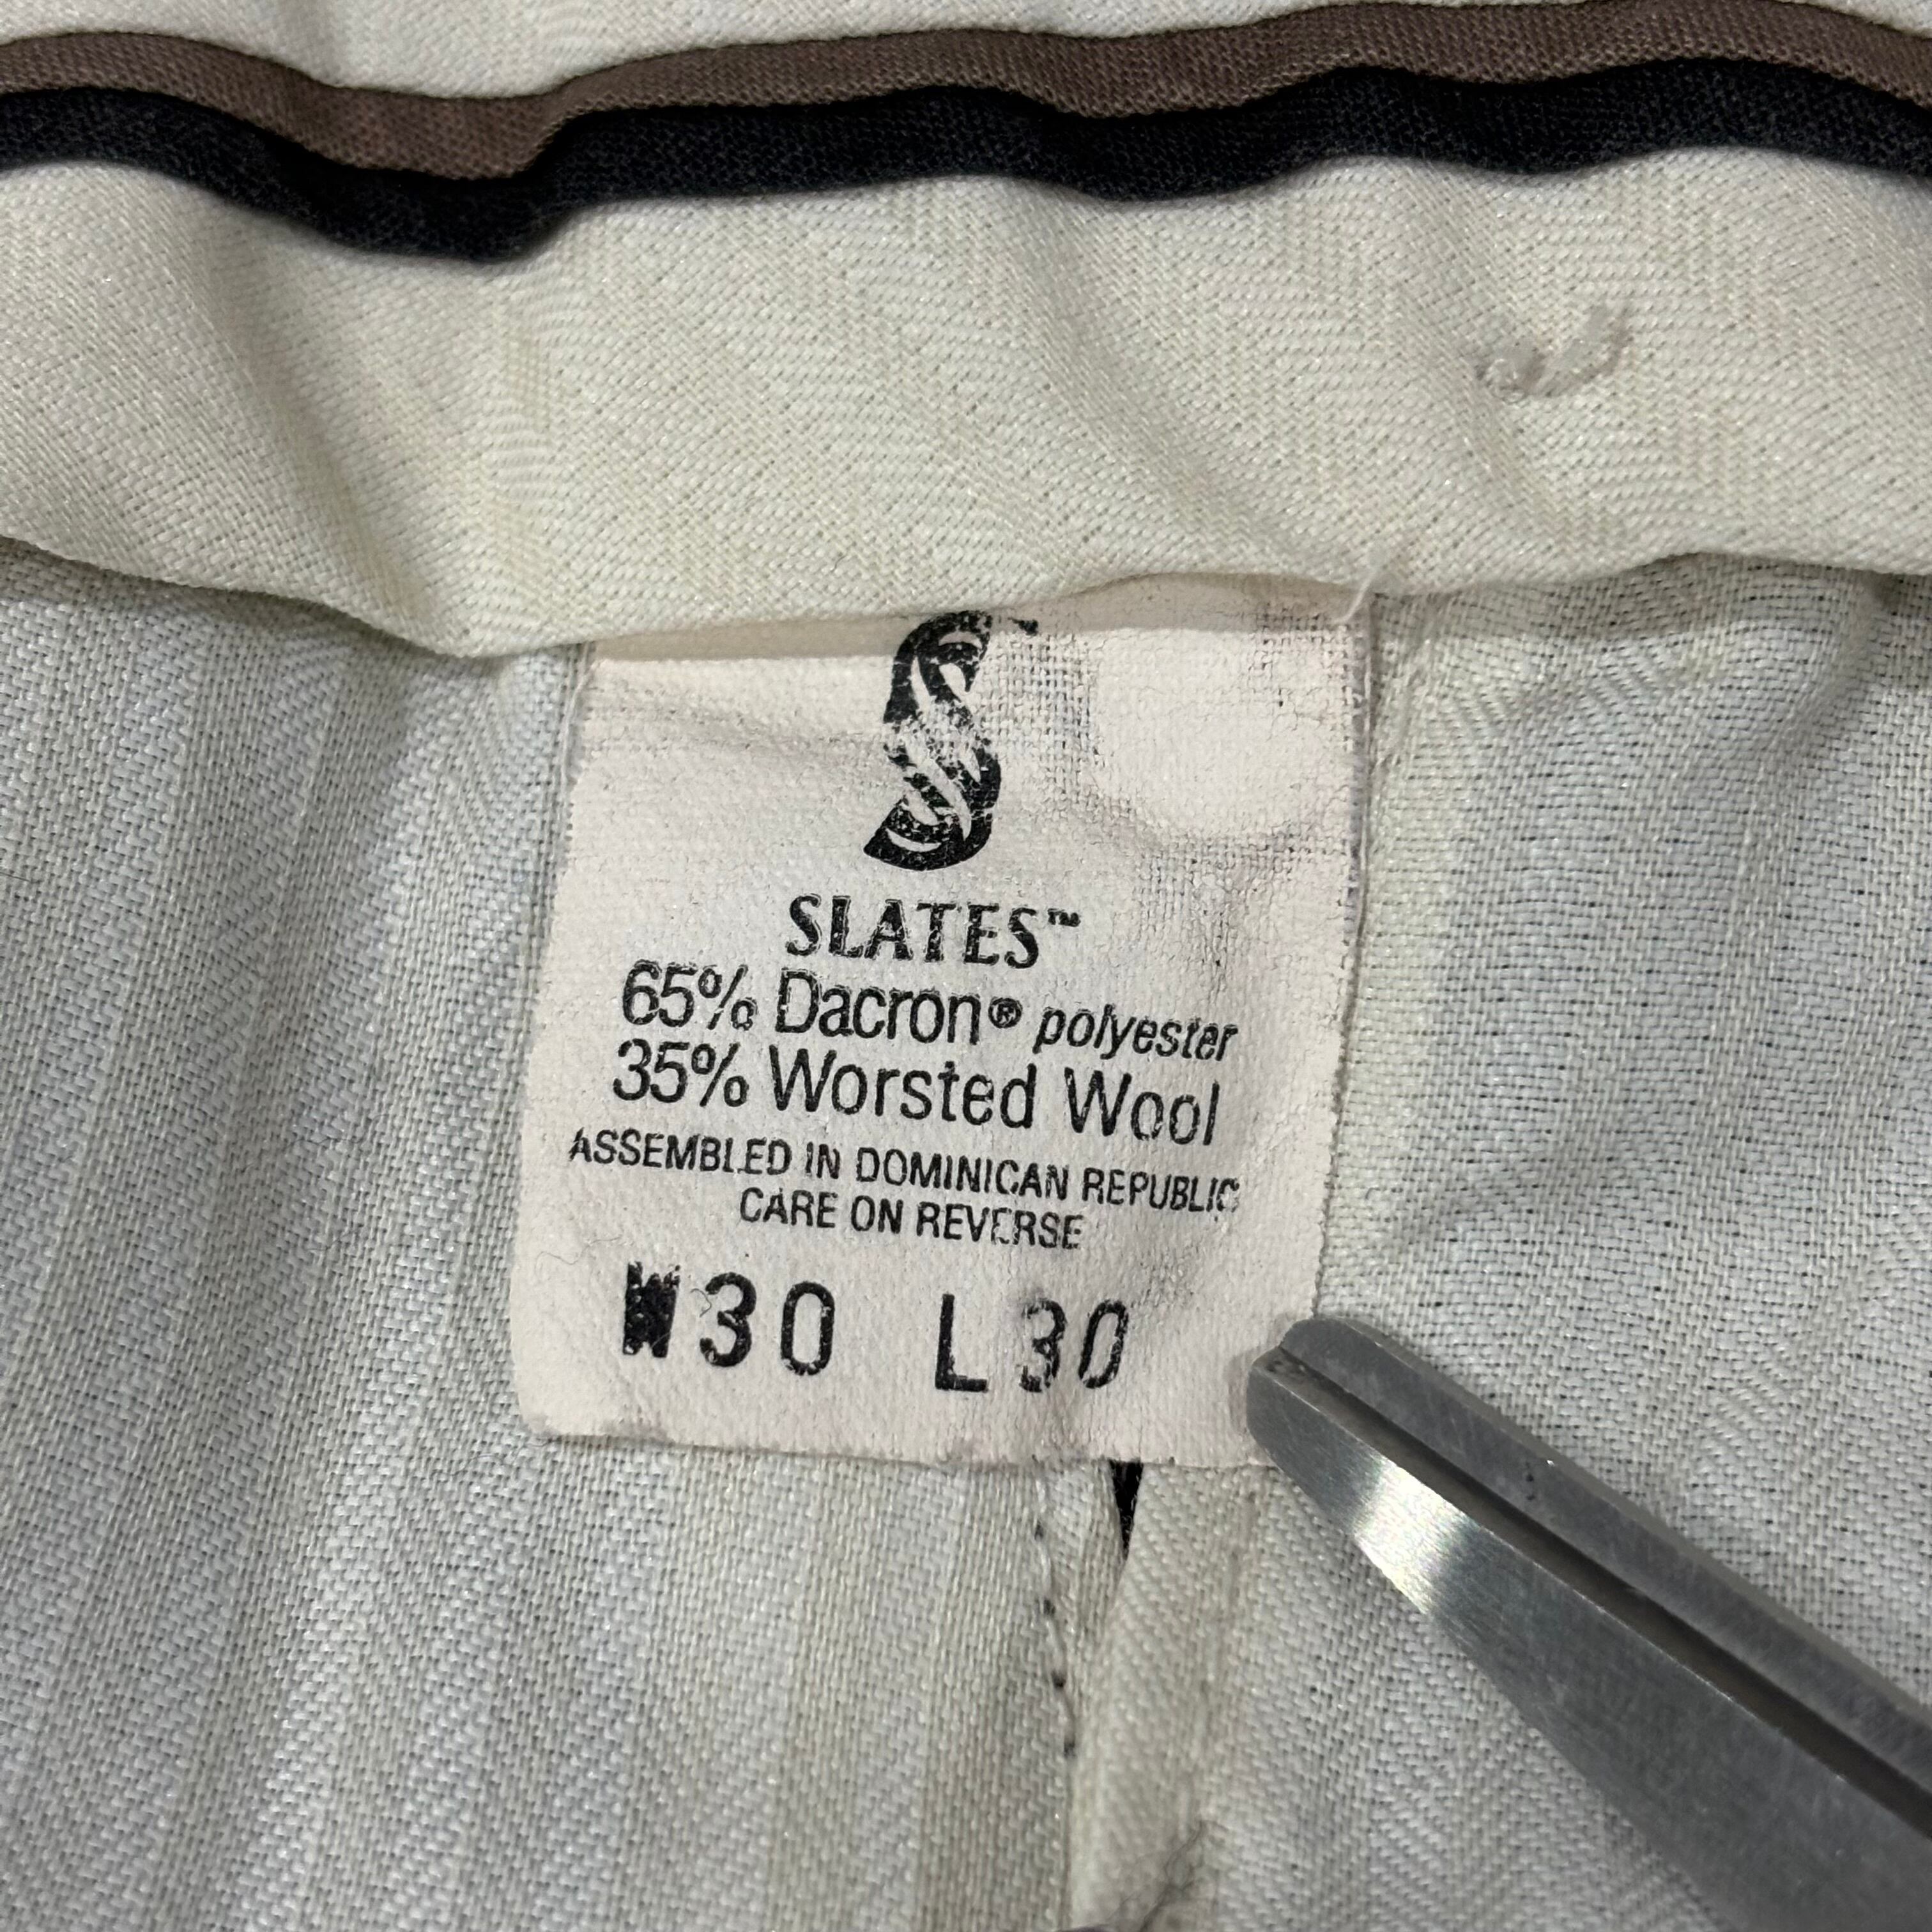 SLATES™
65% Dacron® polyester
35% Worsted Wool
ASSEMBLED IN DOMINICAN REPUBLIC
CARE ON REVERSE
W30 L30